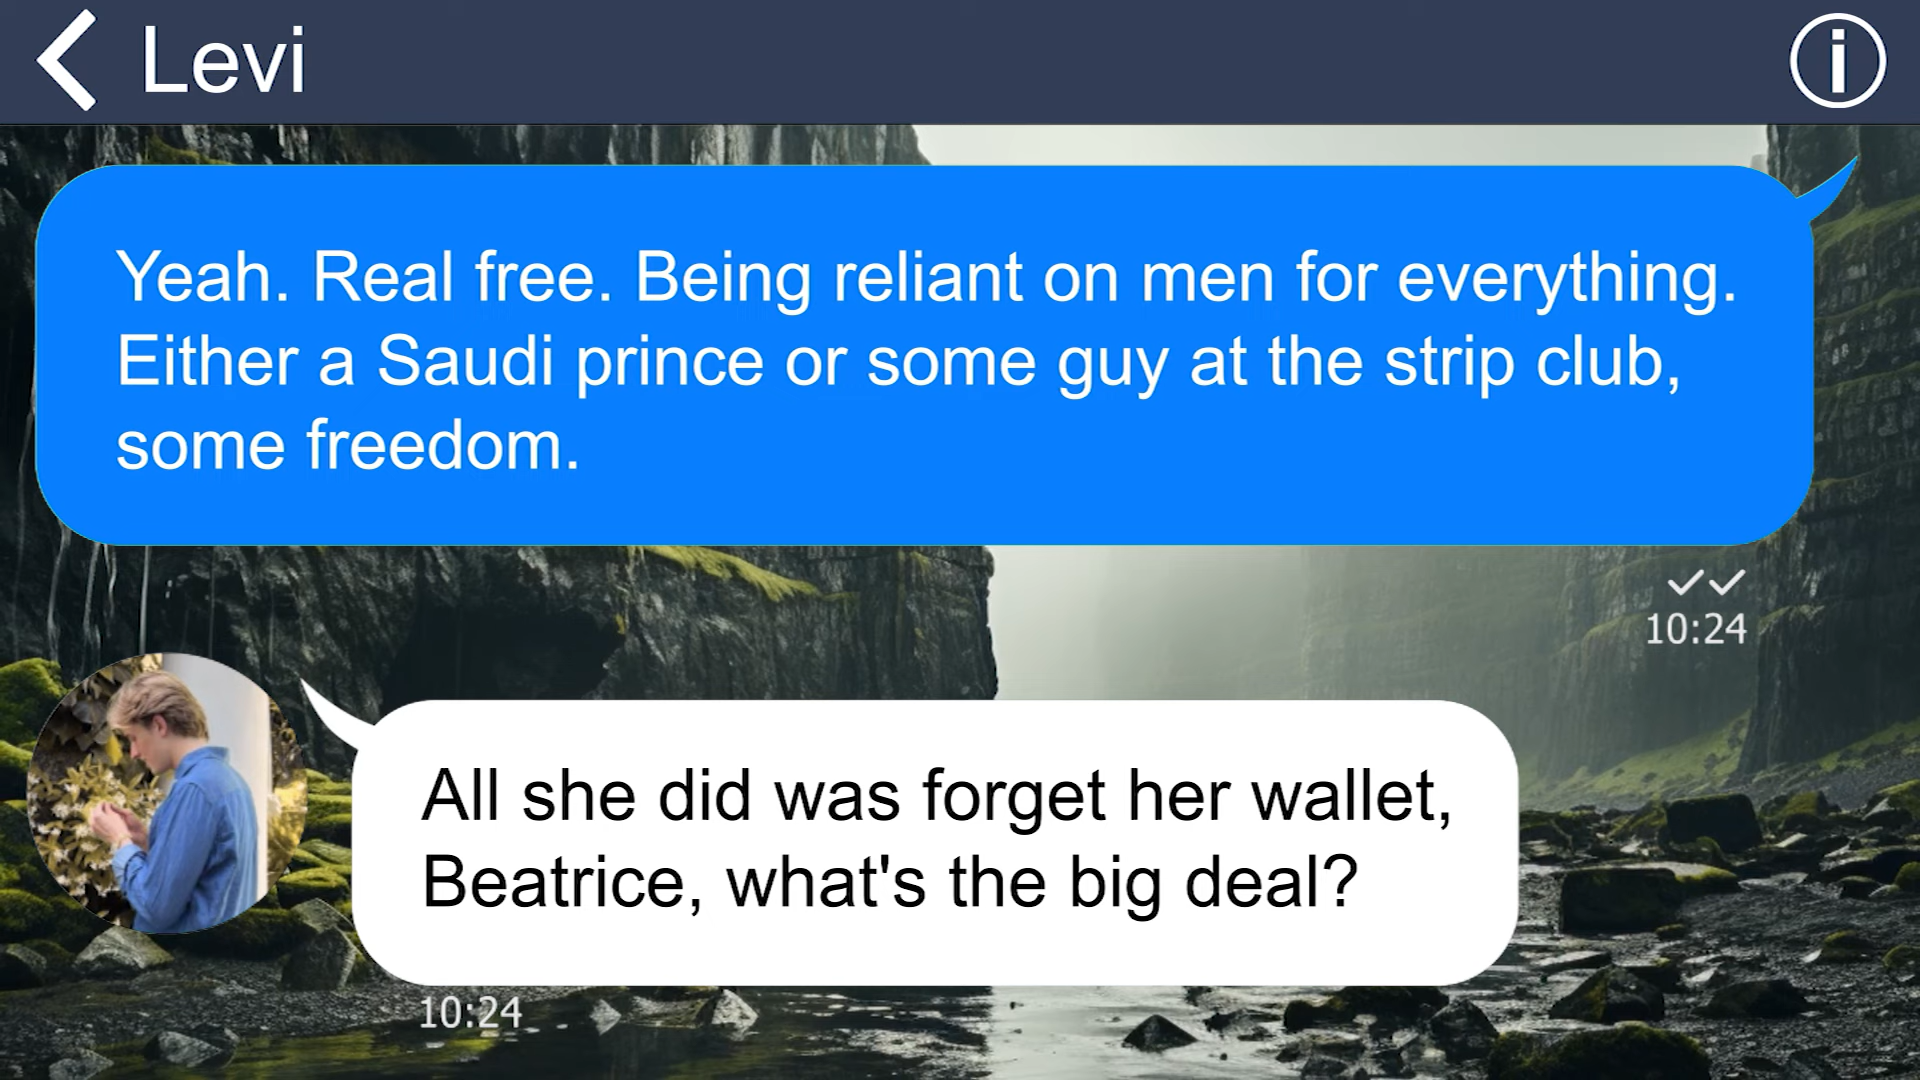 Levi
Yeah. Real free. Being reliant on men for everything.
Either a Saudi prince or some guy at the strip club,
some freedom.
10:24
All she did was forget her wallet,
Beatrice, what's the big deal?
10:24